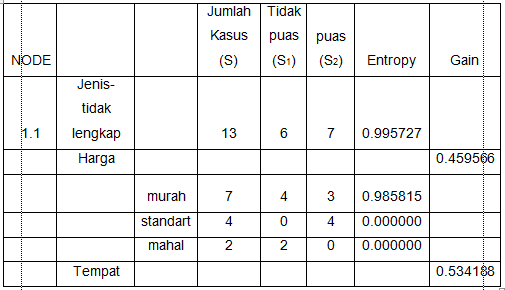 NODE Jumlah Kasus (S) Tidak puas (S1) puas (S2) Entropy Gain
1.1 Jenis-tidak lengkap 13 6 7 0.995727
Harga 0.459566
murah 7 4 3 0.985815
standart 4 0 4 0.000000
mahal 2 2 0 0.000000
Tempat 0.534188